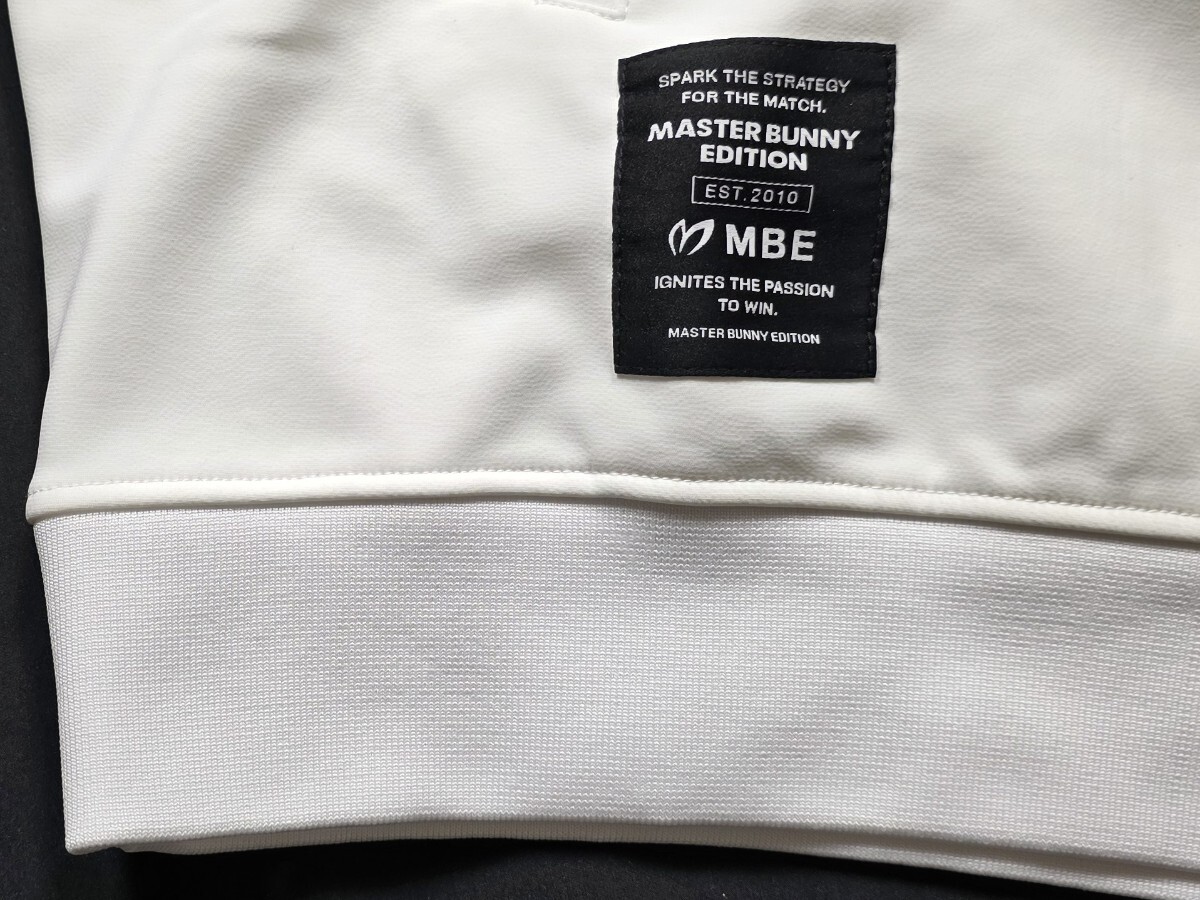 SPARK THE STRATEGY
FOR THE MATCH.
MASTER BUNNY
EDITION
EST. 2010
MBE
IGNITES THE PASSION
TO WIN.
MASTER BUNNY EDITION